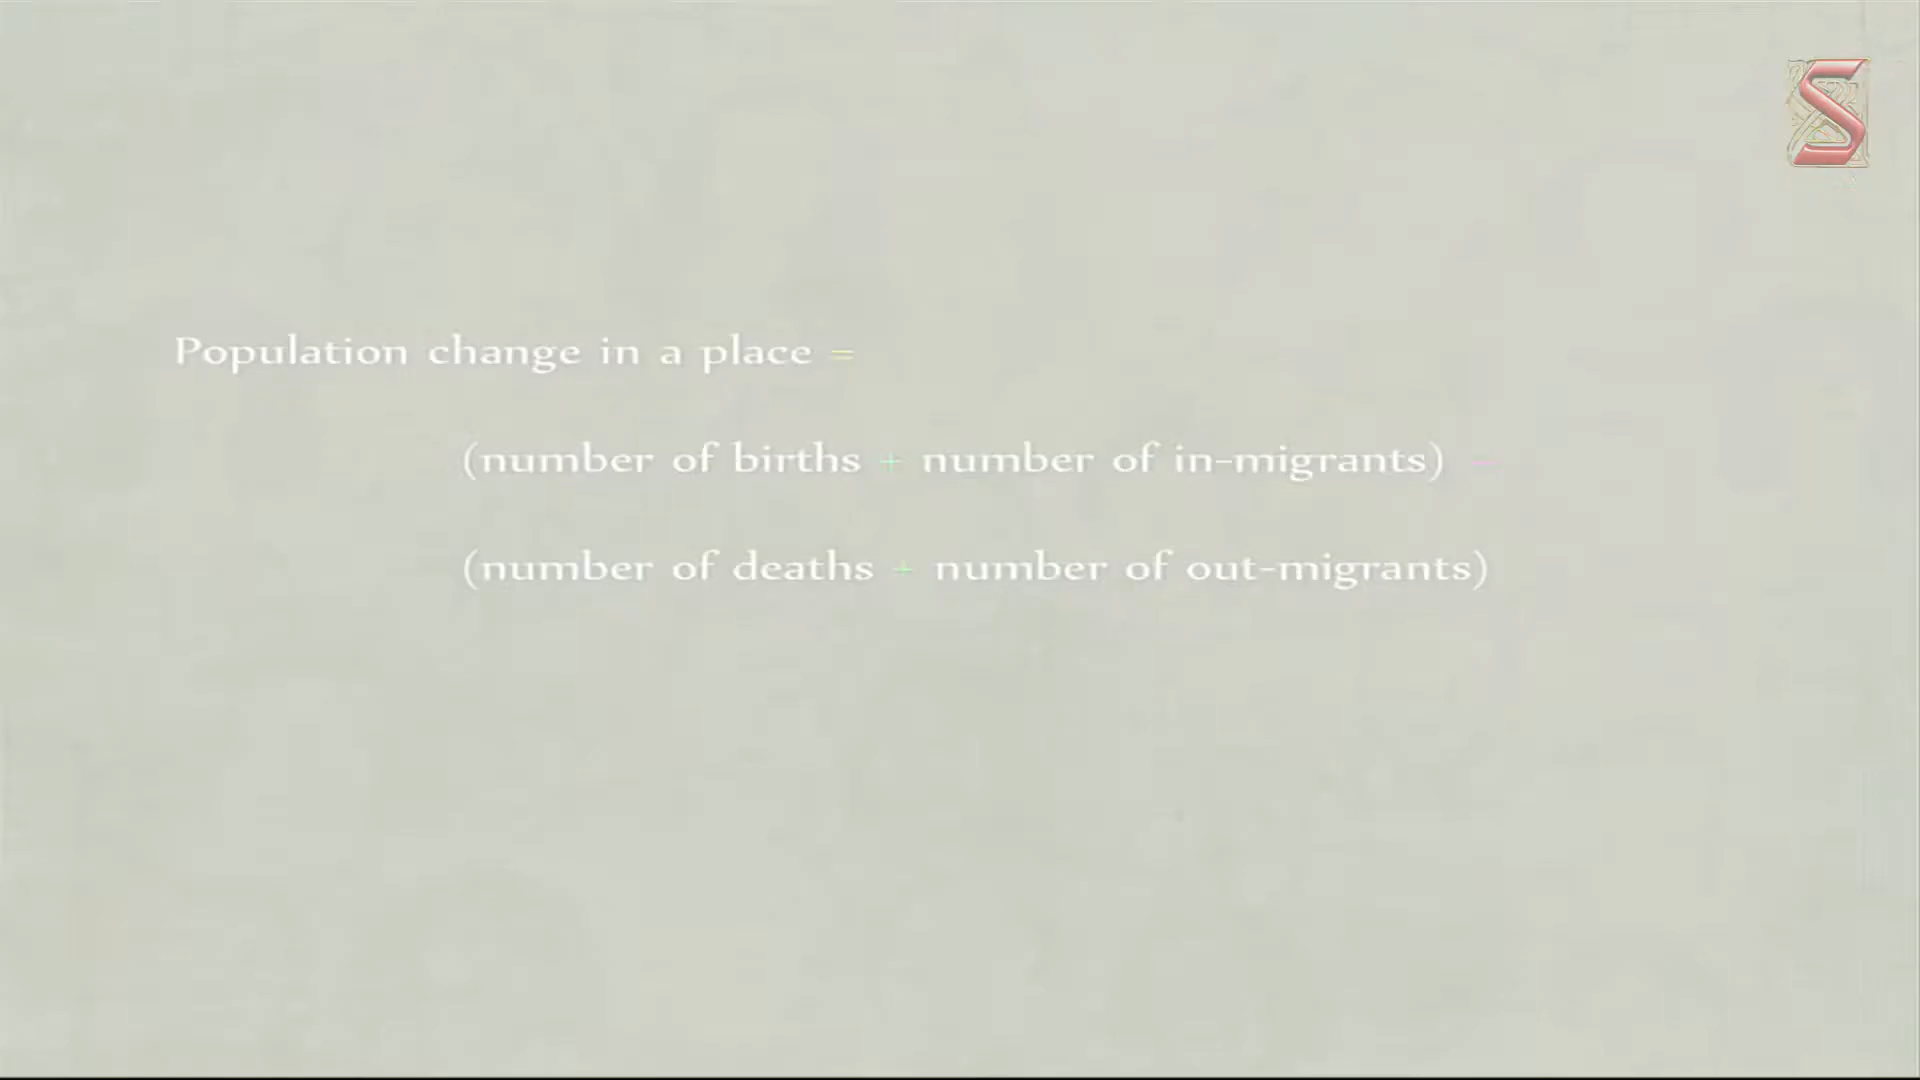 S
Population change in a place =
(number of births + number of in-migrants) -
(number of deaths + number of out-migrants)